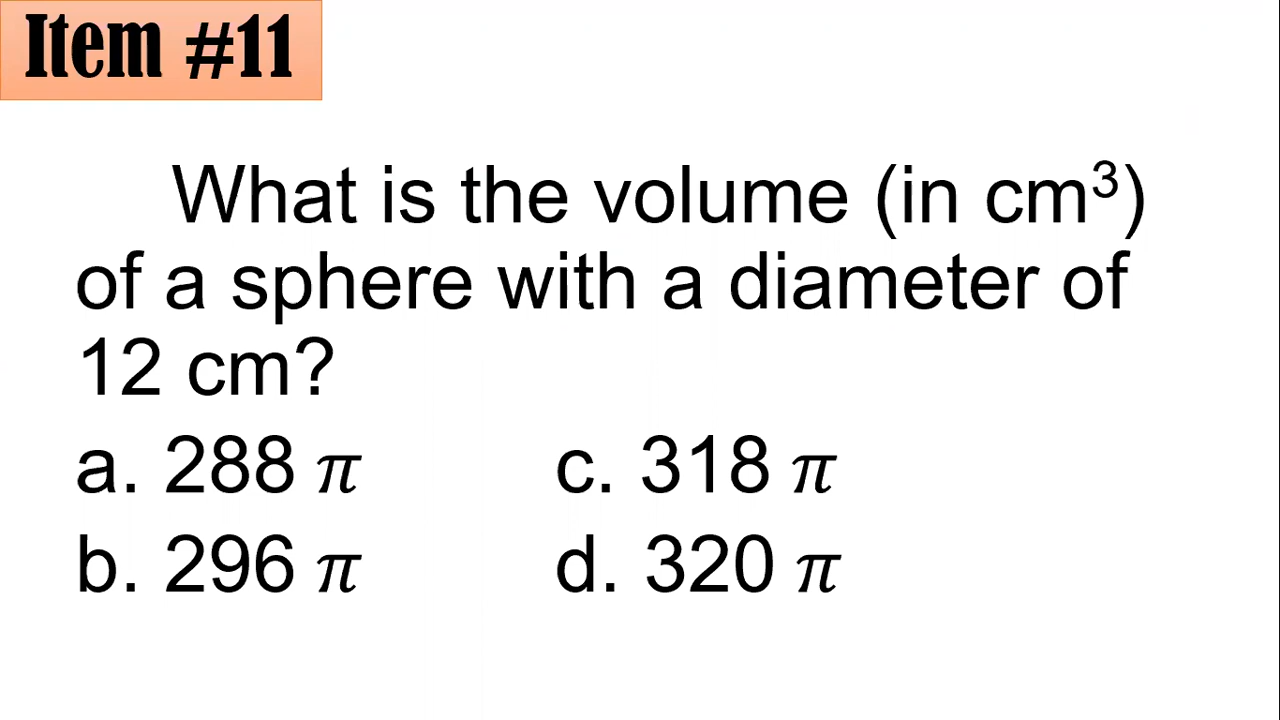 Item #11
What is the volume (in cm³)
of a sphere with a diameter of
12 cm?
a. 288 π c. 318 π
b. 296 π d. 320 π